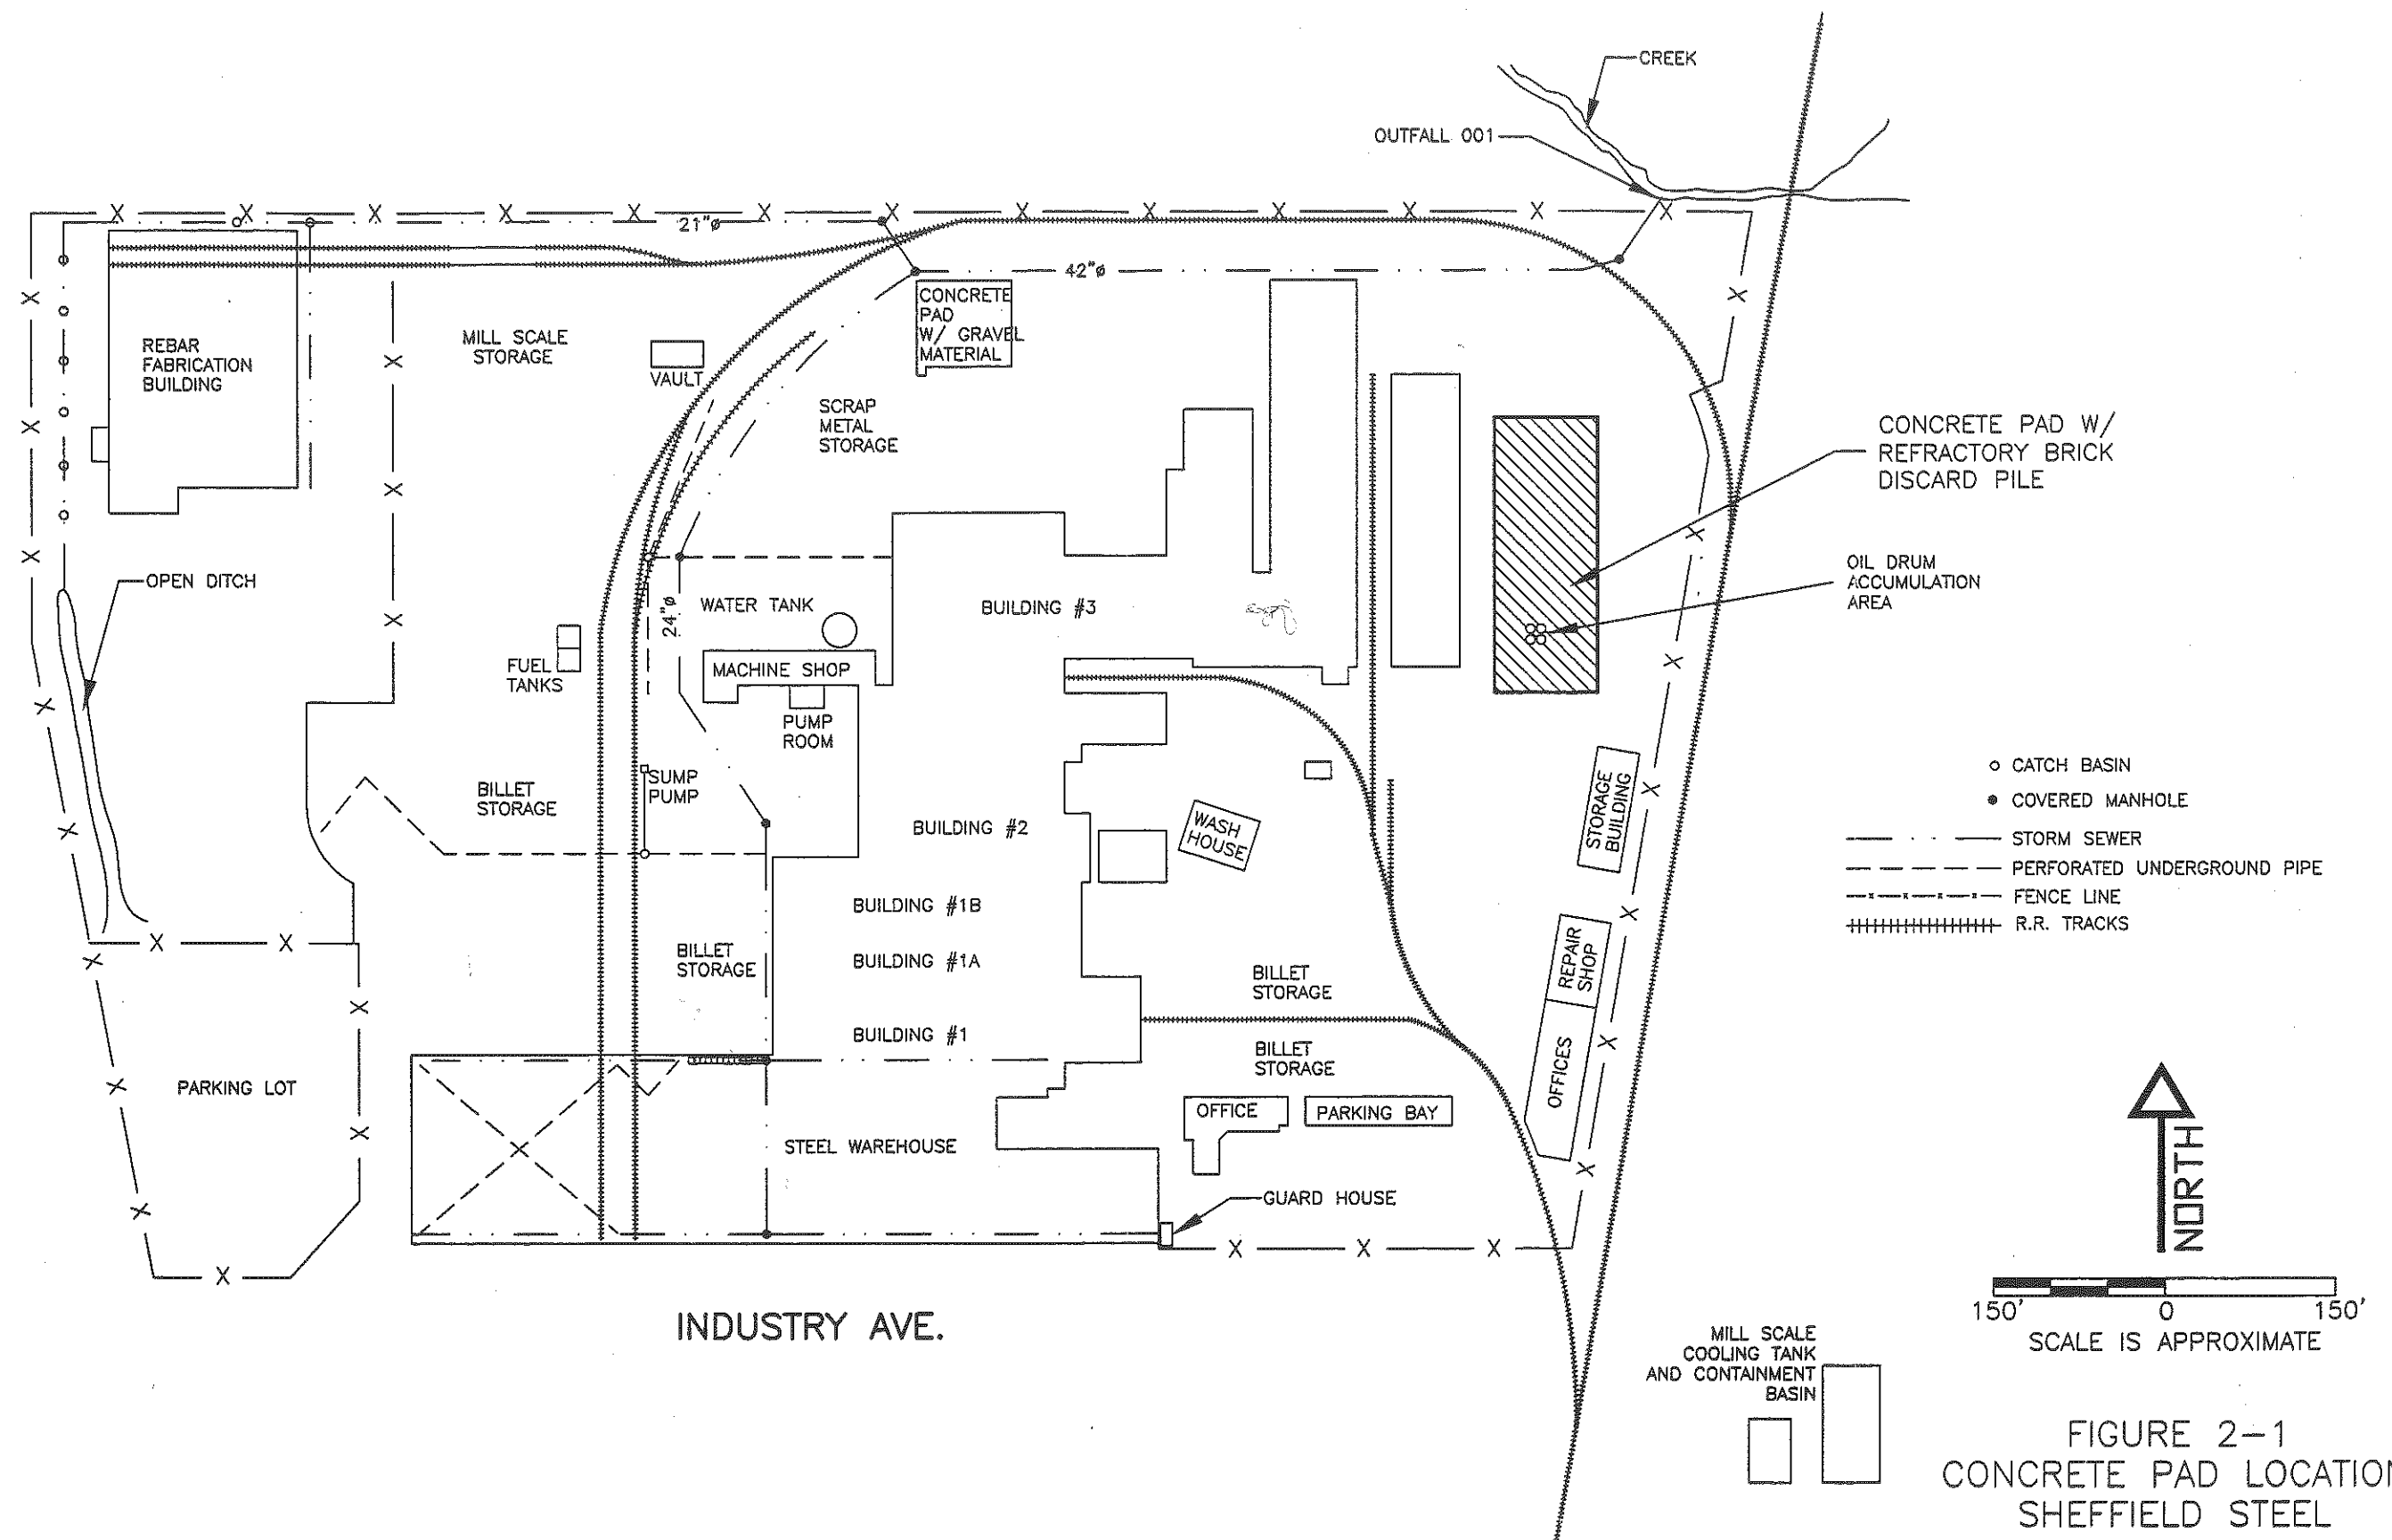 CREEK
OUTFALL 001
21"ø
42"ø
CONCRETE
PAD
W/ GRAVEL
MATERIAL
REBAR
FABRICATION
BUILDING
MILL SCALE
STORAGE
VAULT
SCRAP
METAL
STORAGE
CONCRETE PAD W/
REFRACTORY BRICK
DISCARD PILE
OPEN DITCH
OIL DRUM
ACCUMULATION
AREA
24"ø
WATER TANK
BUILDING #3
FUEL
TANKS
MACHINE SHOP
PUMP
ROOM
SUMP
PUMP
BILLET
STORAGE
BUILDING #2
WASH
HOUSE
STORAGE
BUILDING
CATCH BASIN
COVERED MANHOLE
STORM SEWER
PERFORATED UNDERGROUND PIPE
FENCE LINE
R.R. TRACKS
BUILDING #1B
BILLET
STORAGE
BUILDING #1A
BILLET
STORAGE
REPAIR
SHOP
BUILDING #1
BILLET
STORAGE
OFFICES
PARKING LOT
OFFICE
PARKING BAY
STEEL WAREHOUSE
GUARD HOUSE
NORTH
INDUSTRY AVE.
150' 0 150'
SCALE IS APPROXIMATE
MILL SCALE
COOLING TANK
AND CONTAINMENT
BASIN
FIGURE 2-1
CONCRETE PAD LOCATION
SHEFFIELD STEEL